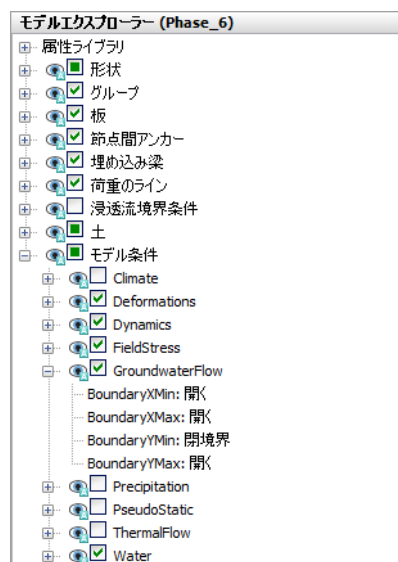 モデルエクスプローラー (Phase_6)
属性ライブラリ
形状
グループ
板
節点間アンカー
埋め込み梁
荷重のライン
浸透流境界条件
土
モデル条件
Climate
Deformations
Dynamics
FieldStress
GroundwaterFlow
BoundaryXMin: 開く
BoundaryXMax: 開く
BoundaryYMin: 閉境界
BoundaryYMax: 開く
Precipitation
PseudoStatic
ThermalFlow
Water